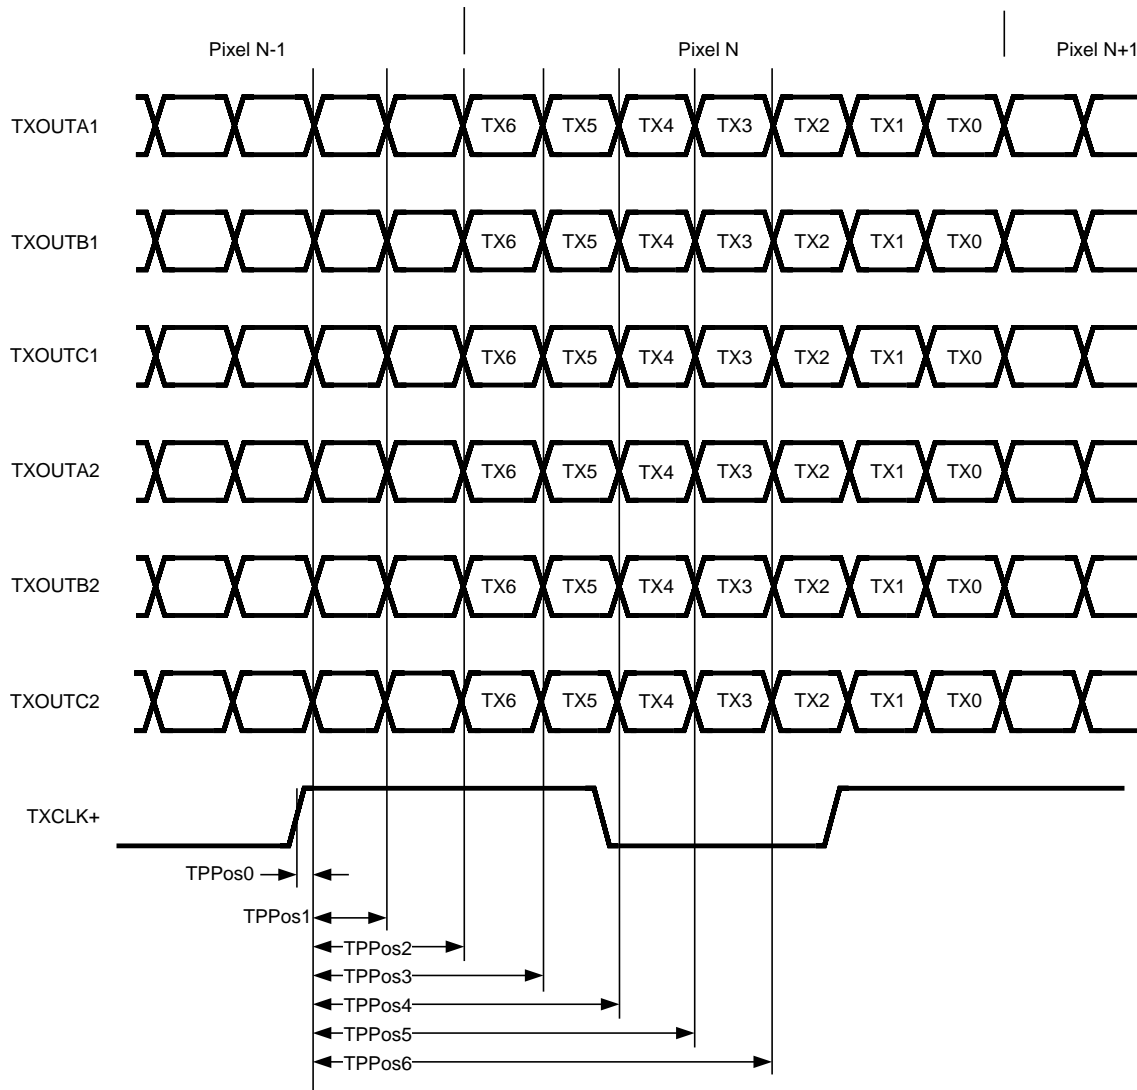 Pixel N-1 Pixel N Pixel N+1
TXOUTA1 TX6 TX5 TX4 TX3 TX2 TX1 TX0
TXOUTB1 TX6 TX5 TX4 TX3 TX2 TX1 TX0
TXOUTC1 TX6 TX5 TX4 TX3 TX2 TX1 TX0
TXOUTA2 TX6 TX5 TX4 TX3 TX2 TX1 TX0
TXOUTB2 TX6 TX5 TX4 TX3 TX2 TX1 TX0
TXOUTC2 TX6 TX5 TX4 TX3 TX2 TX1 TX0
TXCLK+
TPPos0
TPPos1
TPPos2
TPPos3
TPPos4
TPPos5
TPPos6